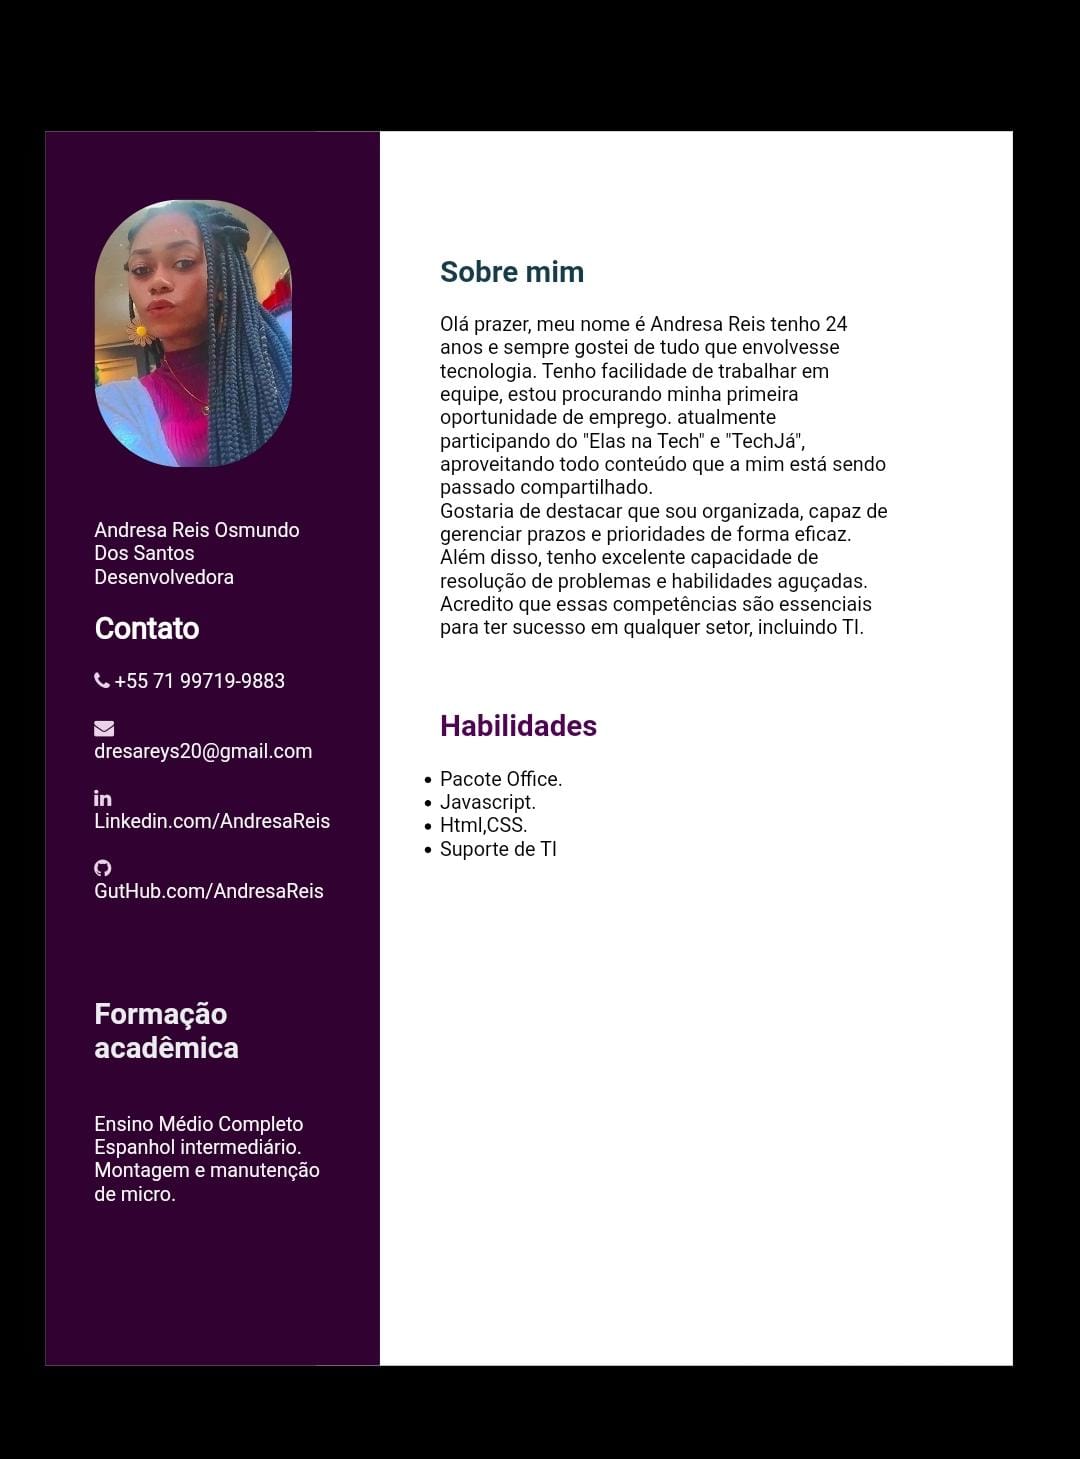 Andresa Reis Osmundo
Dos Santos
Desenvolvedora
Contato
+55 71 99719-9883
dresareys20@gmail.com
in
Linkedin.com/AndresaReis
GutHub.com/AndresaReis
Formação
acadêmica
Ensino Médio Completo
Espanhol intermediário.
Montagem e manutenção
de micro.
Sobre mim
Olá prazer, meu nome é Andresa Reis tenho 24
anos e sempre gostei de tudo que envolvesse
tecnologia. Tenho facilidade de trabalhar em
equipe, estou procurando minha primeira
oportunidade de emprego. atualmente
participando do "Elas na Tech" e "TechJá",
aproveitando todo conteúdo que a mim está sendo
passado compartilhado.
Gostaria de destacar que sou organizada, capaz de
gerenciar prazos e prioridades de forma eficaz.
Além disso, tenho excelente capacidade de
resolução de problemas e habilidades aguçadas.
Acredito que essas competências são essenciais
para ter sucesso em qualquer setor, incluindo TI.
Habilidades
• Pacote Office.
• Javascript.
• Html,CSS.
• Suporte de TI